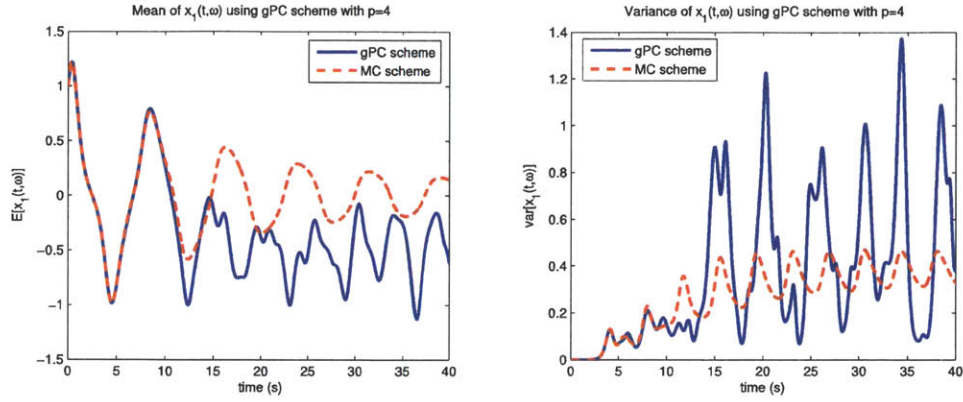 Mean of x₁(t,ω) using gPC scheme with p=4
1.5
1
0.5
0
−0.5
−1
−1.5
E[x₁(t,ω)]
gPC scheme
MC scheme
0 5 10 15 20 25 30 35 40
time (s)
Variance of x₁(t,ω) using gPC scheme with p=4
1.4
1.2
1
0.8
0.6
0.4
0.2
0
var[x₁(t,ω)]
gPC scheme
MC scheme
0 5 10 15 20 25 30 35 40
time (s)